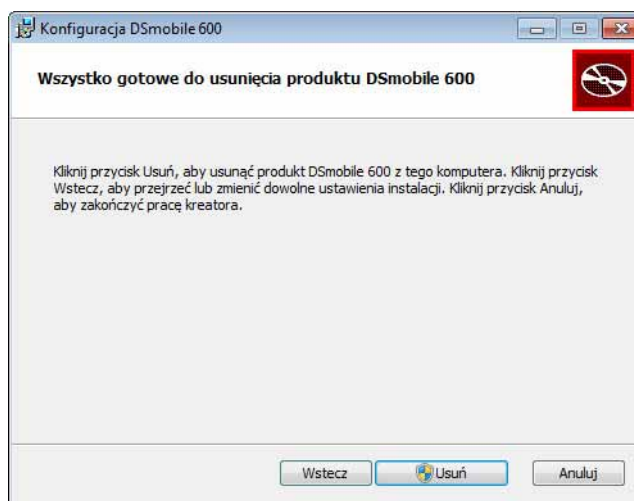 Konfiguracja DSmobile 600
Wszystko gotowe do usunięcia produktu DSmobile 600
Kliknij przycisk Usuń, aby usunąć produkt DSmobile 600 z tego komputera. Kliknij przycisk
Wstecz, aby przejrzeć lub zmienić dowolne ustawienia instalacji. Kliknij przycisk Anuluj,
aby zakończyć pracę kreatora.
Wstecz
Usuń
Anuluj